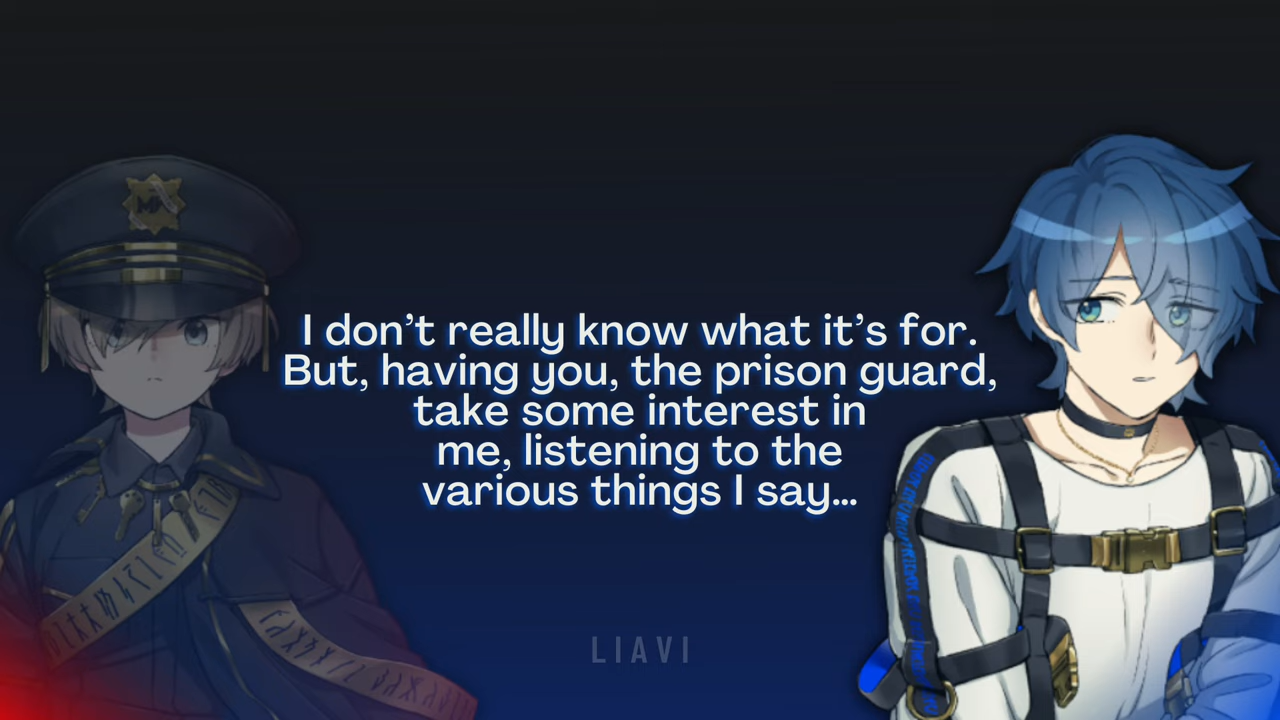 I don't really know what it's for.
But, having you, the prison guard,
take some interest in
me, listening to the
various things I say...
LIAVI